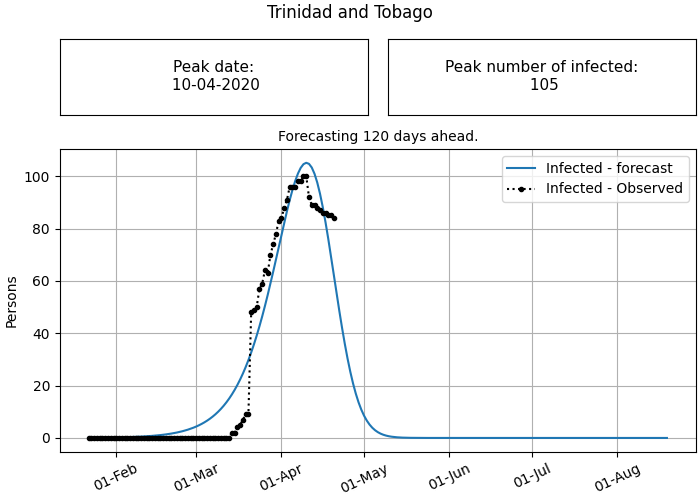 Trinidad and Tobago
Peak date:
10-04-2020
Peak number of infected:
105
Forecasting 120 days ahead.
Infected - forecast
Infected - Observed
Persons
100
80
60
40
20
0
01-Feb
01-Mar
01-Apr
01-May
01-Jun
01-Jul
01-Aug